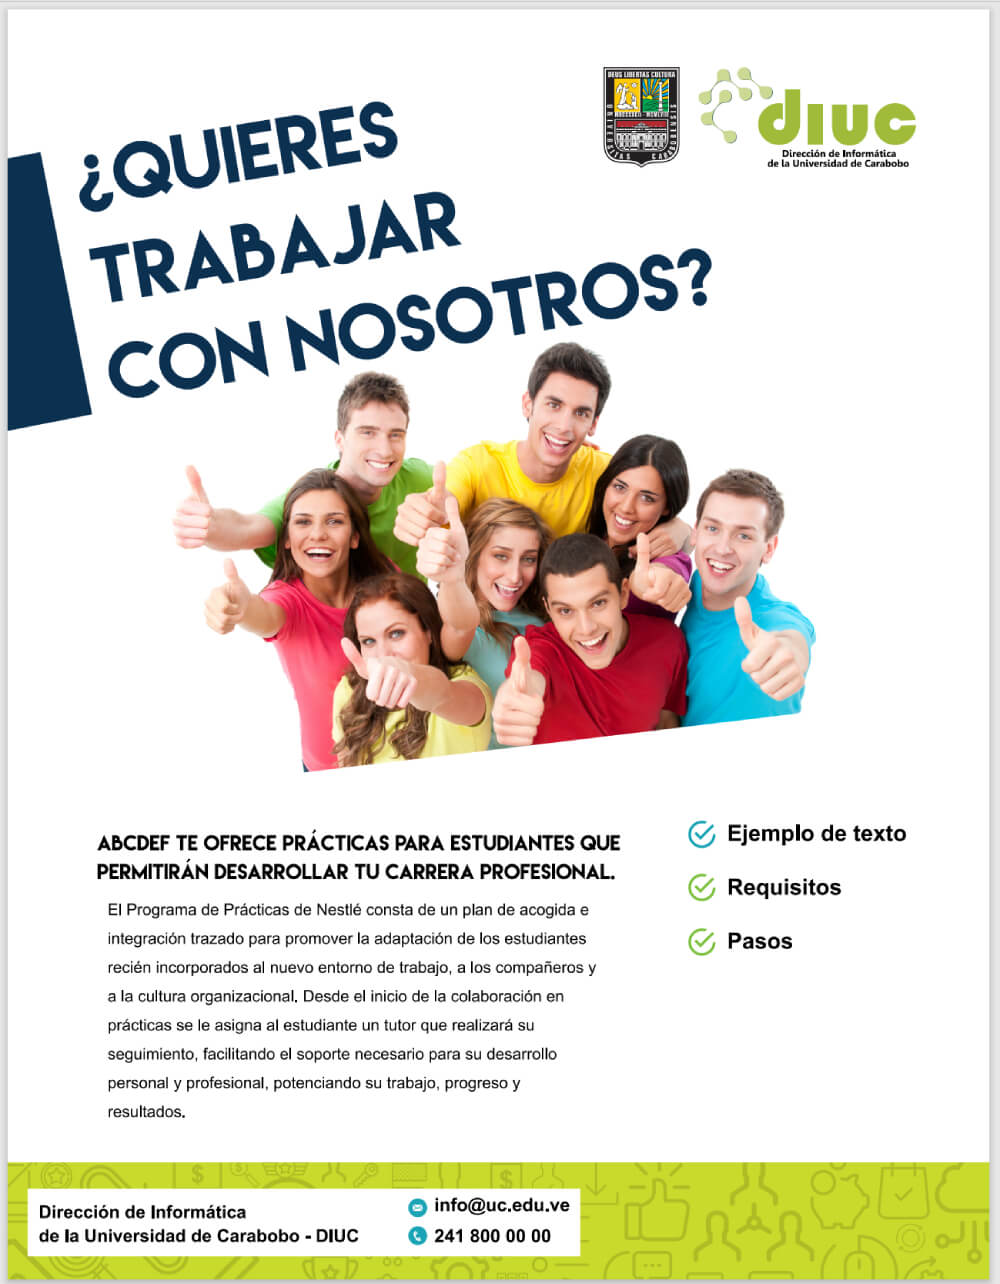 DEUS LIBERTAS CULTURA
UNIVERSITAS CAROBENSIS
diuc
Dirección de Informática
de la Universidad de Carabobo
¿QUIERES
TRABAJAR
CON NOSOTROS?
ABCDEF TE OFRECE PRÁCTICAS PARA ESTUDIANTES QUE
PERMITIRÁN DESARROLLAR TU CARRERA PROFESIONAL.
El Programa de Prácticas de Nestlé consta de un plan de acogida e
integración trazado para promover la adaptación de los estudiantes
recién incorporados al nuevo entorno de trabajo, a los compañeros y
a la cultura organizacional. Desde el inicio de la colaboración en
prácticas se le asigna al estudiante un tutor que realizará su
seguimiento, facilitando el soporte necesario para su desarrollo
personal y profesional, potenciando su trabajo, progreso y
resultados.
Ejemplo de texto
Requisitos
Pasos
Dirección de Informática
de la Universidad de Carabobo - DIUC
info@uc.edu.ve
241 800 00 00